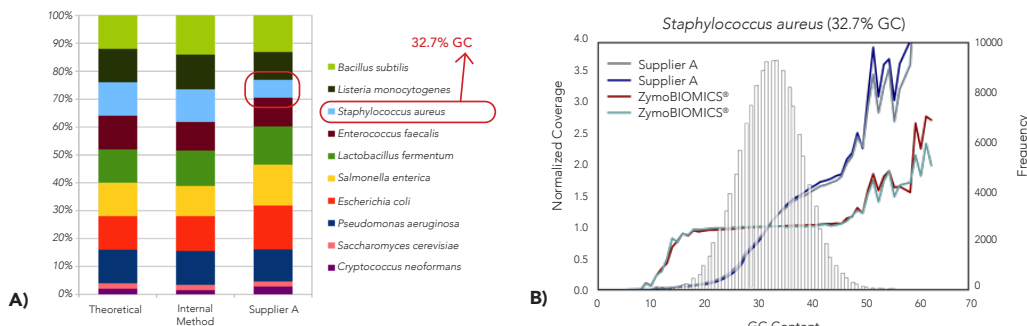 100%
90%
80%
70%
60%
50%
40%
30%
20%
10%
0%
Theoretical
Internal
Method
Supplier A
A)
32.7% GC
Bacillus subtilis
Listeria monocytogenes
Staphylococcus aureus
Enterococcus faecalis
Lactobacillus fermentum
Salmonella enterica
Escherichia coli
Pseudomonas aeruginosa
Saccharomyces cerevisiae
Cryptococcus neoformans
Staphylococcus aureus (32.7% GC)
Normalized Coverage
4.0
3.5
3.0
2.5
2.0
1.5
1.0
0.5
0.0
Supplier A
Supplier A
ZymoBIOMICS®
ZymoBIOMICS®
10000
8000
6000
4000
2000
0
Frequency
0 10 20 30 40 50 60 70
B)
GC Content